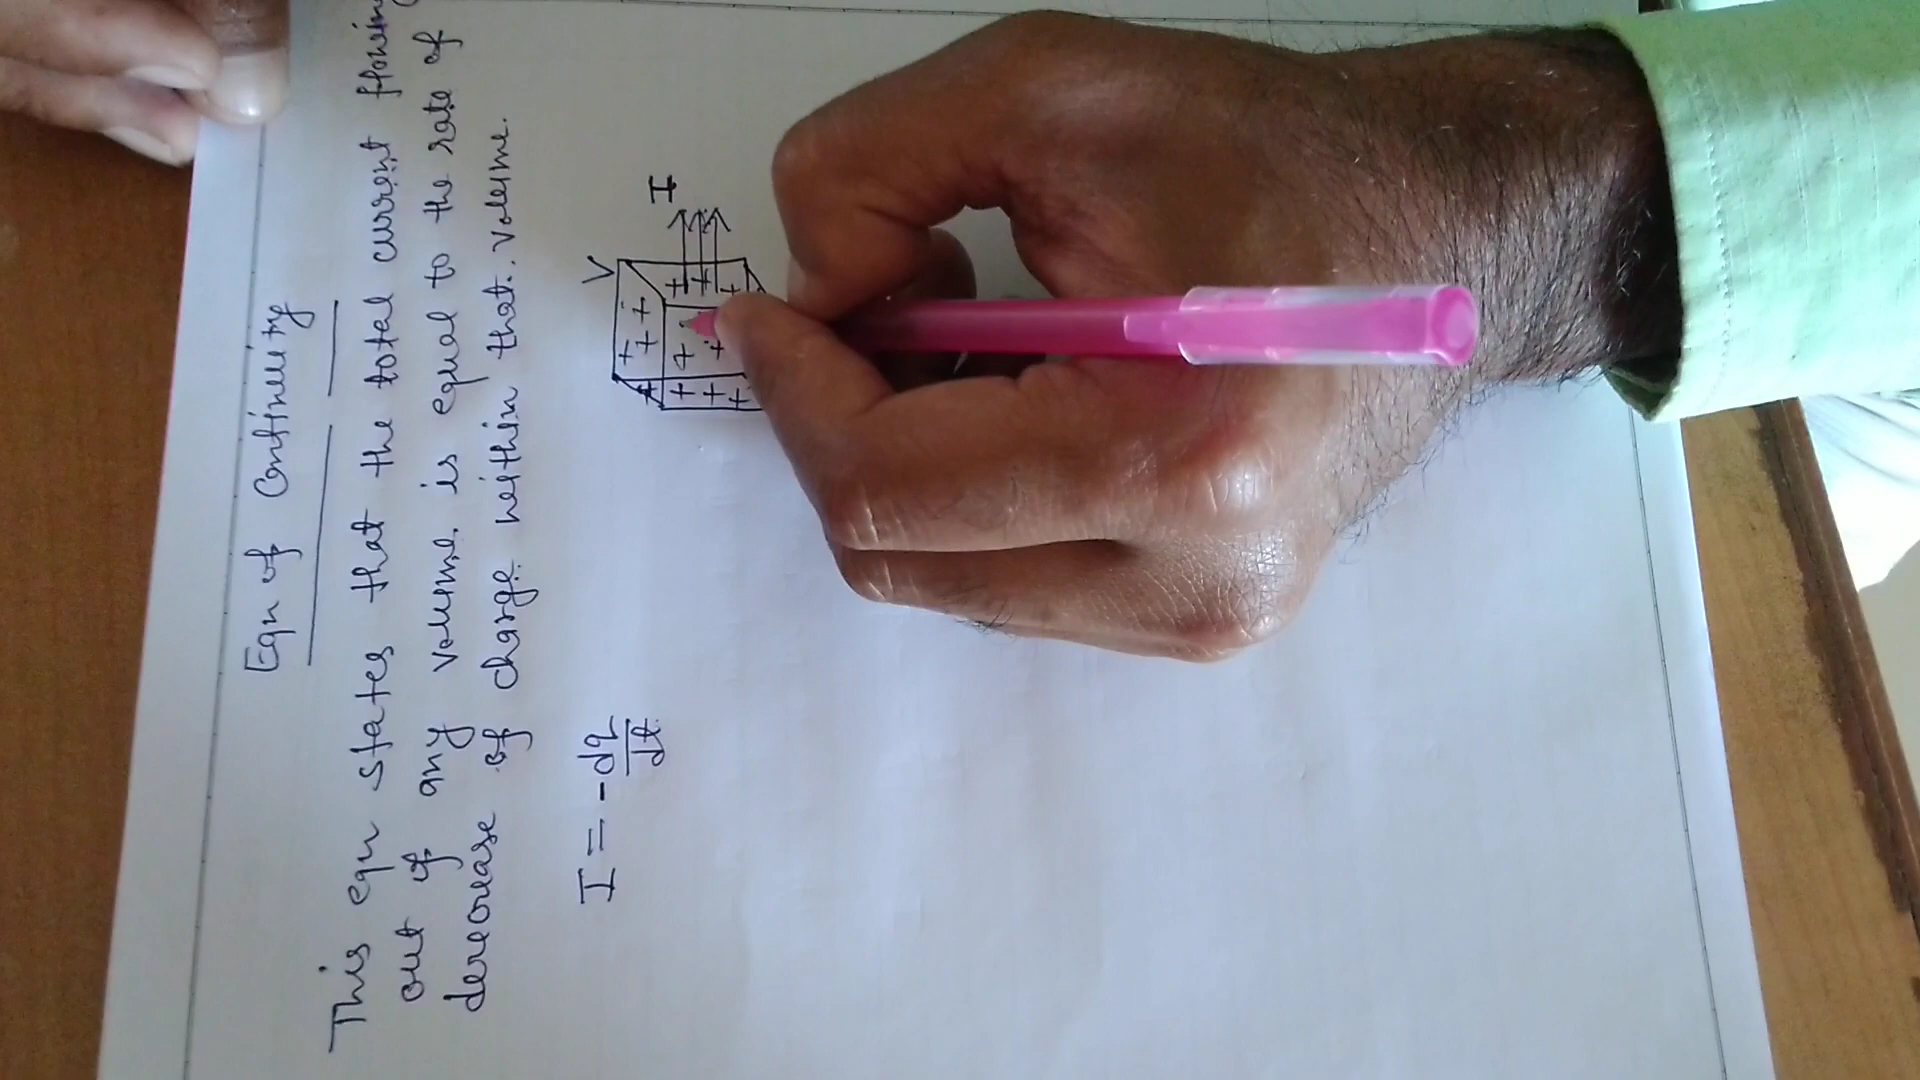 Eqn of Continuity
This eqn states that the total current flowing
out of any volume. is equal to the rate of
decrease of charge within that. volume.
I = -dq/dt
V
I
+ + + + + + + + + + + + +